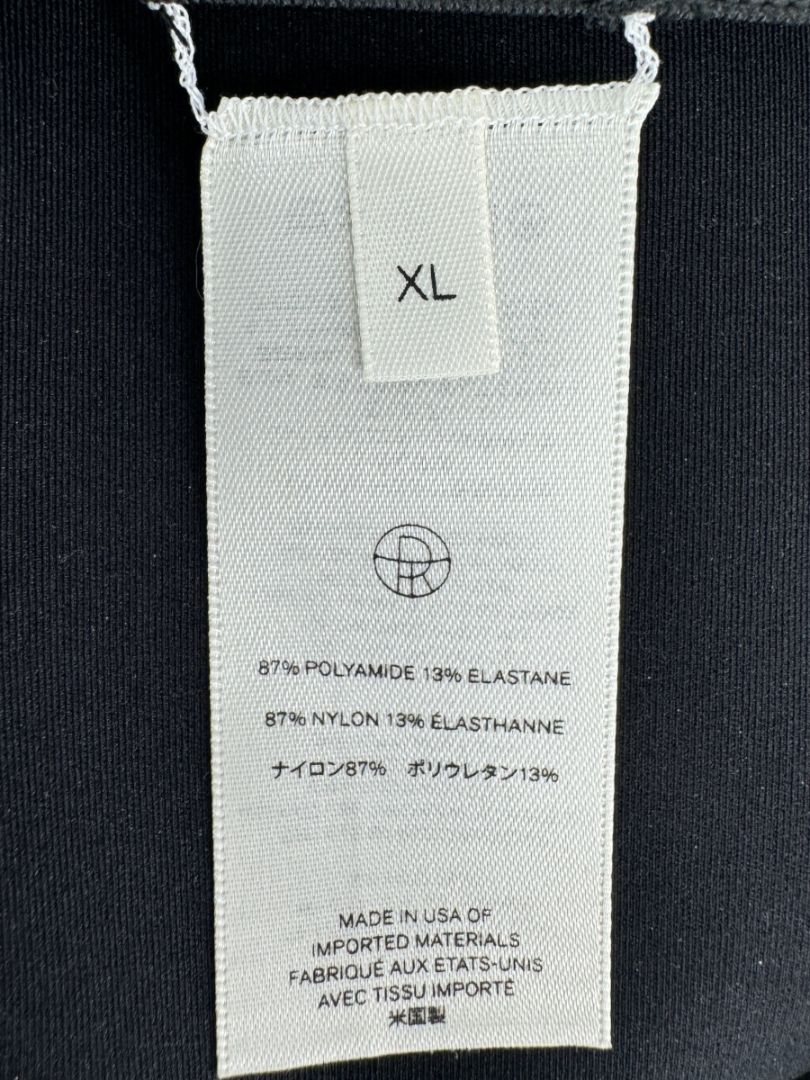 XL
87% POLYAMIDE 13% ELASTANE
87% NYLON 13% ÉLASTHANNE
ナイロン87% ポリウレタン13%
MADE IN USA OF
IMPORTED MATERIALS
FABRIQUÉ AUX ÉTATS-UNIS
AVEC TISSU IMPORTÉ
米国製